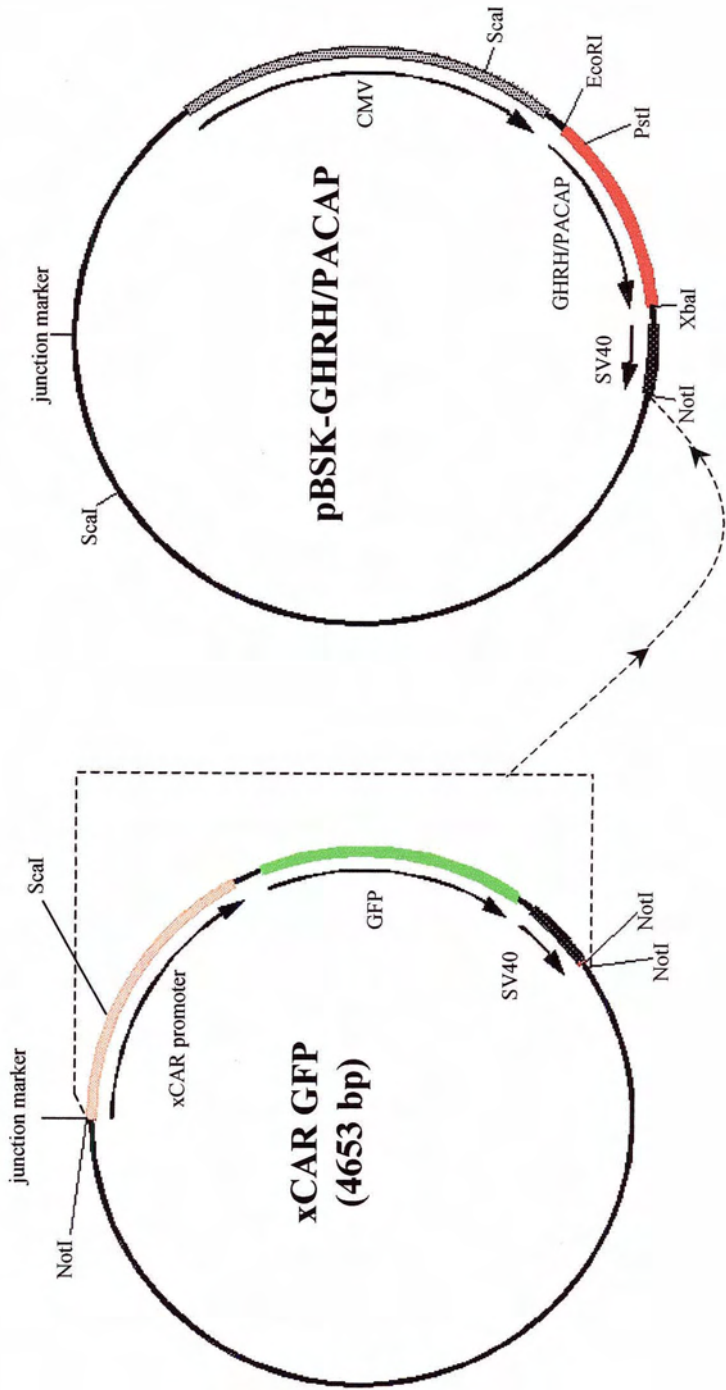 junction marker
NotI
ScaI
xCAR promoter
GFP
SV40
NotI
NotI
xCAR GFP
(4653 bp)
junction marker
ScaI
CMV
ScaI
EcoRI
PstI
GHRH/PACAP
XbaI
SV40
NotI
pBSK-GHRH/PACAP